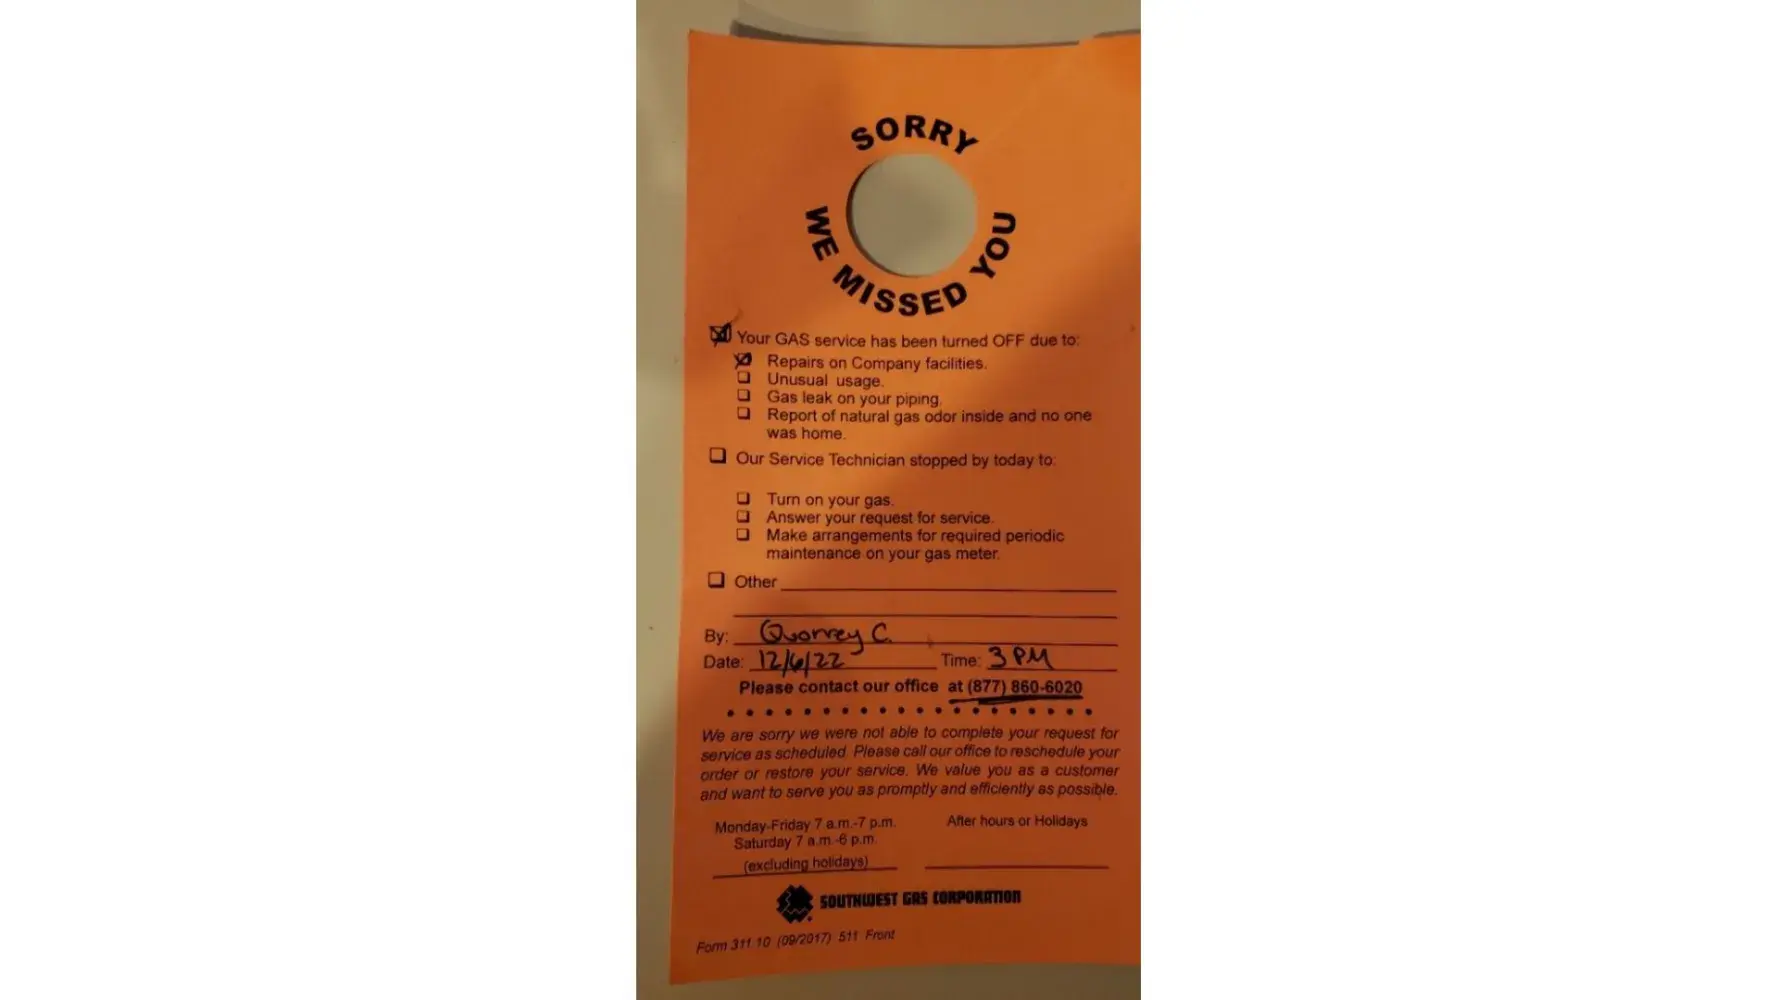 SORRY
WE MISSED YOU
Your GAS service has been turned OFF due to:
Repairs on Company facilities.
Unusual usage.
Gas leak on your piping.
Report of natural gas odor inside and no one
was home.
Our Service Technician stopped by today to:
Turn on your gas.
Answer your request for service.
Make arrangements for required periodic
maintenance on your gas meter.
Other
By: Quorrey C.
Date: 12/6/22 Time: 3 PM
Please contact our office at (877) 860-6020
We are sorry we were not able to complete your request for
service as scheduled. Please call our office to reschedule your
order or restore your service. We value you as a customer
and want to serve you as promptly and efficiently as possible.
Monday-Friday 7 a.m.-7 p.m. After hours or Holidays
Saturday 7 a.m.-6 p.m.
(excluding holidays)
SOUTHWEST GAS CORPORATION
Form 311.10 (09/2017) 511 Front